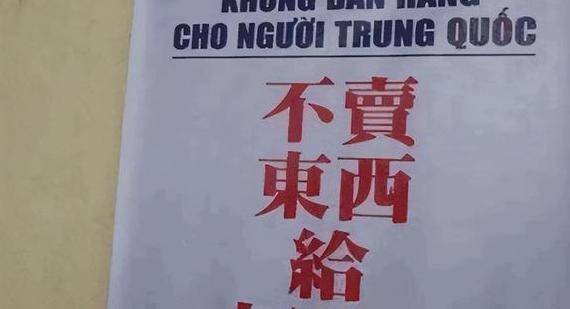 KHÔNG BÁN HÀNG
CHO NGƯỜI TRUNG QUỐC
不賣
東西
給